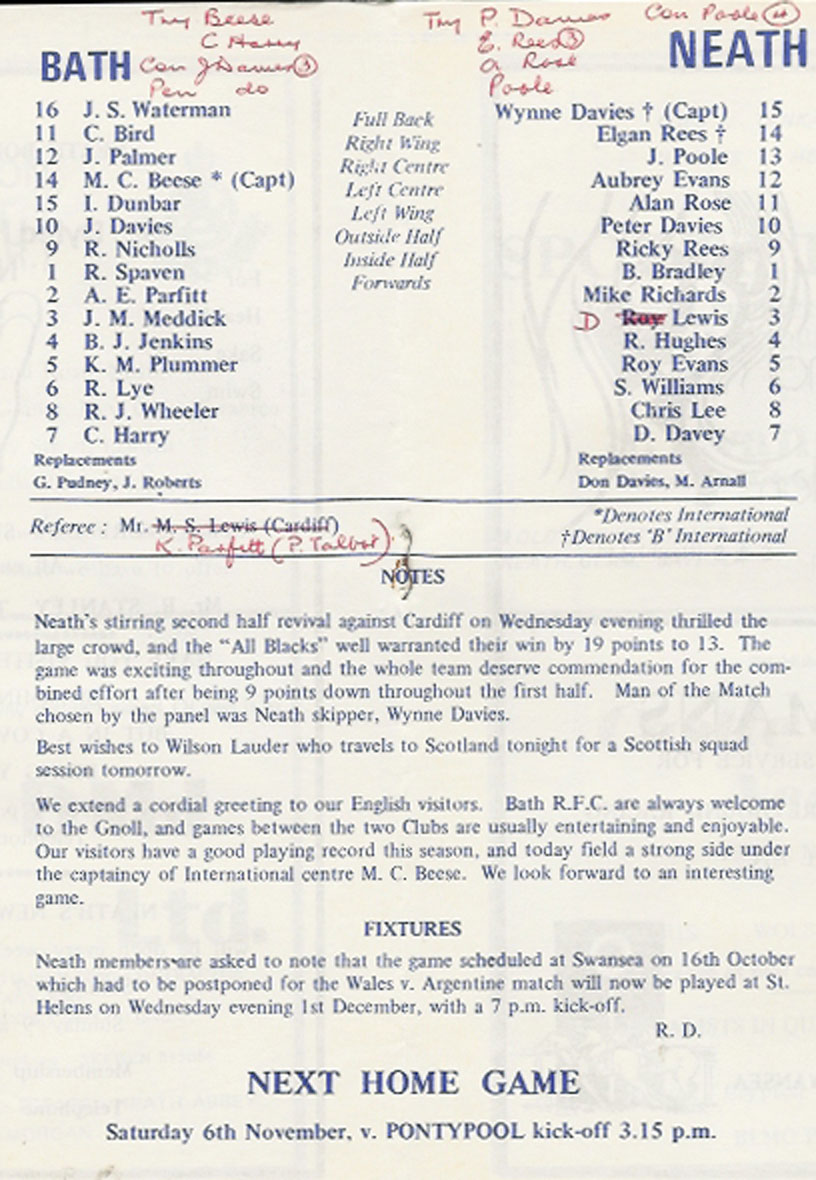 Try Beese
C Harry
Con J Davies ③
Pen do
Try P. Davies
E. Rees ③
A Rose
Poole
Con Poole ④
BATH
NEATH
16 J. S. Waterman Full Back Wynne Davies † (Capt) 15
11 C. Bird Right Wing Elgan Rees † 14
12 J. Palmer Right Centre J. Poole 13
14 M. C. Beese * (Capt) Left Centre Aubrey Evans 12
15 I. Dunbar Left Wing Alan Rose 11
10 J. Davies Outside Half Peter Davies 10
9 R. Nicholls Inside Half Ricky Rees 9
1 R. Spaven Forwards B. Bradley 1
2 A. E. Parfitt Mike Richards 2
3 J. M. Meddick D Roy Lewis 3
4 B. J. Jenkins R. Hughes 4
5 K. M. Plummer Roy Evans 5
6 R. Lye S. Williams 6
8 R. J. Wheeler Chris Lee 8
7 C. Harry D. Davey 7
Replacements Replacements
G. Pudney, J. Roberts Don Davies, M. Arnall
Referee : Mr. M. S. Lewis (Cardiff)
K. Parfitt (P. Talbot)
*Denotes International
†Denotes 'B' International
NOTES
Neath's stirring second half revival against Cardiff on Wednesday evening thrilled the
large crowd, and the "All Blacks" well warranted their win by 19 points to 13. The
game was exciting throughout and the whole team deserve commendation for the com-
bined effort after being 9 points down throughout the first half. Man of the Match
chosen by the panel was Neath skipper, Wynne Davies.
Best wishes to Wilson Lauder who travels to Scotland tonight for a Scottish squad
session tomorrow.
We extend a cordial greeting to our English visitors. Bath R.F.C. are always welcome
to the Gnoll, and games between the two Clubs are usually entertaining and enjoyable.
Our visitors have a good playing record this season, and today field a strong side under
the captaincy of International centre M. C. Beese. We look forward to an interesting
game.
FIXTURES
Neath members are asked to note that the game scheduled at Swansea on 16th October
which had to be postponed for the Wales v. Argentine match will now be played at St.
Helens on Wednesday evening 1st December, with a 7 p.m. kick-off.
R. D.
NEXT HOME GAME
Saturday 6th November, v. PONTYPOOL kick-off 3.15 p.m.